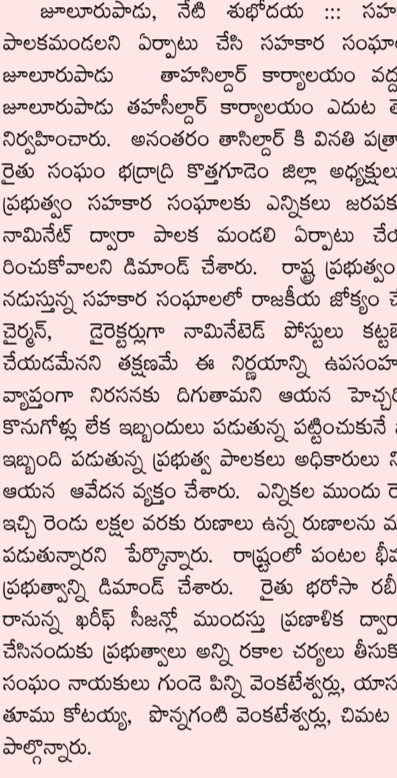 జూలూరుపాడు, నేటి శుభోదయ ::: సహ
పాలకమండలని ఏర్పాటు చేసి సహకార సంఘా
జూలూరుపాడు తాహసిల్దార్ కార్యాలయం వద్ద
జూలూరుపాడు తహసీల్దార్ కార్యాలయం ఎదుట
నిర్వహించారు. అనంతరం తాసిల్దార్ కి వినతి పత్రా
రైతు సంఘం భద్రాద్రి కొత్తగూడెం జిల్లా అధ్యక్షులు
ప్రభుత్వం సహకార సంఘాలకు ఎన్నికలు జరపక
నామినేట్ ద్వారా పాలక మండలి ఏర్పాటు చేయ
రించుకోవాలని డిమాండ్ చేశారు. రాష్ట్ర ప్రభుత్వం
నడుస్తున్న సహకార సంఘాలలో రాజకీయ జోక్యం
చైర్మన్, డైరెక్టర్లుగా నామినేటెడ్ పోస్టులు కట్టబ
చేయడమేనని తక్షణమే ఈ నిర్ణయాన్ని ఉపసంహ
వ్యాప్తంగా నిరసనకు దిగుతామని ఆయన హెచ్చరి
కొనుగోళ్లు లేక ఇబ్బందులు పడుతున్న పట్టించుకునే
ఇబ్బంది పడుతున్న ప్రభుత్వ పాలకలు అధికారులు ని
ఆయన ఆవేదన వ్యక్తం చేశారు. ఎన్నికల ముందు
ఇచ్చి రెండు లక్షల వరకు రుణాలు ఉన్న రుణాలను మ
పడుతున్నారని పేర్కొన్నారు. రాష్ట్రంలో పంటల భీమ
ప్రభుత్వాన్ని డిమాండ్ చేశారు. రైతు భరోసా రబీ
రానున్న ఖరీఫ్ సీజన్లో ముందస్తు ప్రణాళిక ద్వారా
చేసినందుకు ప్రభుత్వాలు అన్ని రకాల చర్యలు తీసుకో
సంఘం నాయకులు గుండె పిన్ని వెంకటేశ్వర్లు, యాస
తూము కోటయ్య, పొన్నగంటి వెంకటేశ్వర్లు, చిమట
పాల్గొన్నారు.